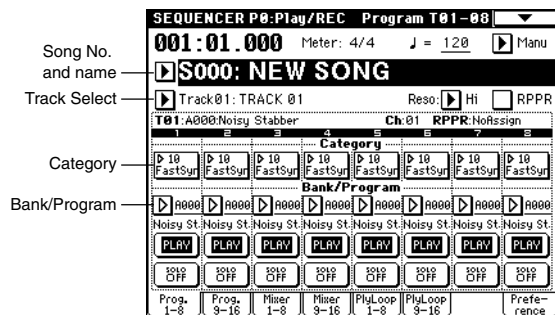 SEQUENCER P0:Play/REC Program T01-08
001:01.000 Meter: 4/4 ♩ = 120 Manu
Song No.
and name
S000: NEW SONG
Track Select
Track01: TRACK 01 Reso: Hi RPPR
T01:A000:Noisy Stabber Ch:01 RPPR:NoAssign
1 2 3 4 5 6 7 8
Category
Category
10 10 10 10 10 10 10 10
FastSyn FastSyn FastSyn FastSyn FastSyn FastSyn FastSyn FastSyn
Bank/Program
Bank/Program
A000 A000 A000 A000 A000 A000 A000 A000
Noisy St. Noisy St. Noisy St. Noisy St. Noisy St. Noisy St. Noisy St. Noisy St.
PLAY PLAY PLAY PLAY PLAY PLAY PLAY PLAY
SOLO SOLO SOLO SOLO SOLO SOLO SOLO SOLO
OFF OFF OFF OFF OFF OFF OFF OFF
Prog. Prog. Mixer Mixer PlyLoop PlyLoop Prefe-
1-8 9-16 1-8 9-16 1-8 9-16 rence